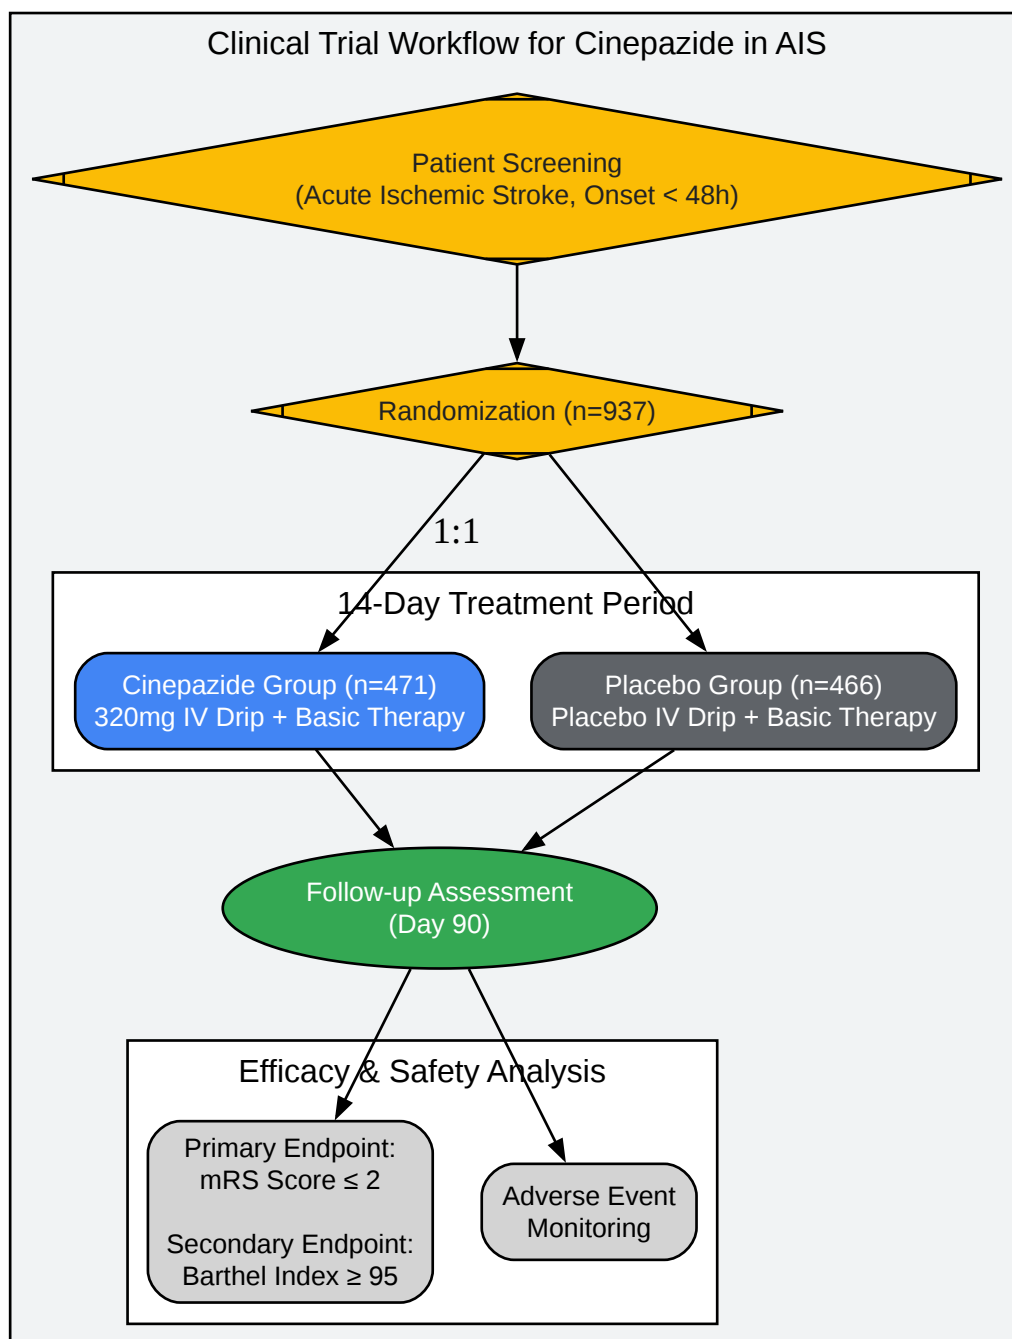 Clinical Trial Workflow for Cinepazide in AIS
Patient Screening
(Acute Ischemic Stroke, Onset < 48h)
Randomization (n=937)
1:1
14-Day Treatment Period
Cinepazide Group (n=471)
320mg IV Drip + Basic Therapy
Placebo Group (n=466)
Placebo IV Drip + Basic Therapy
Follow-up Assessment
(Day 90)
Efficacy & Safety Analysis
Primary Endpoint:
mRS Score ≤ 2
Secondary Endpoint:
Barthel Index ≥ 95
Adverse Event
Monitoring